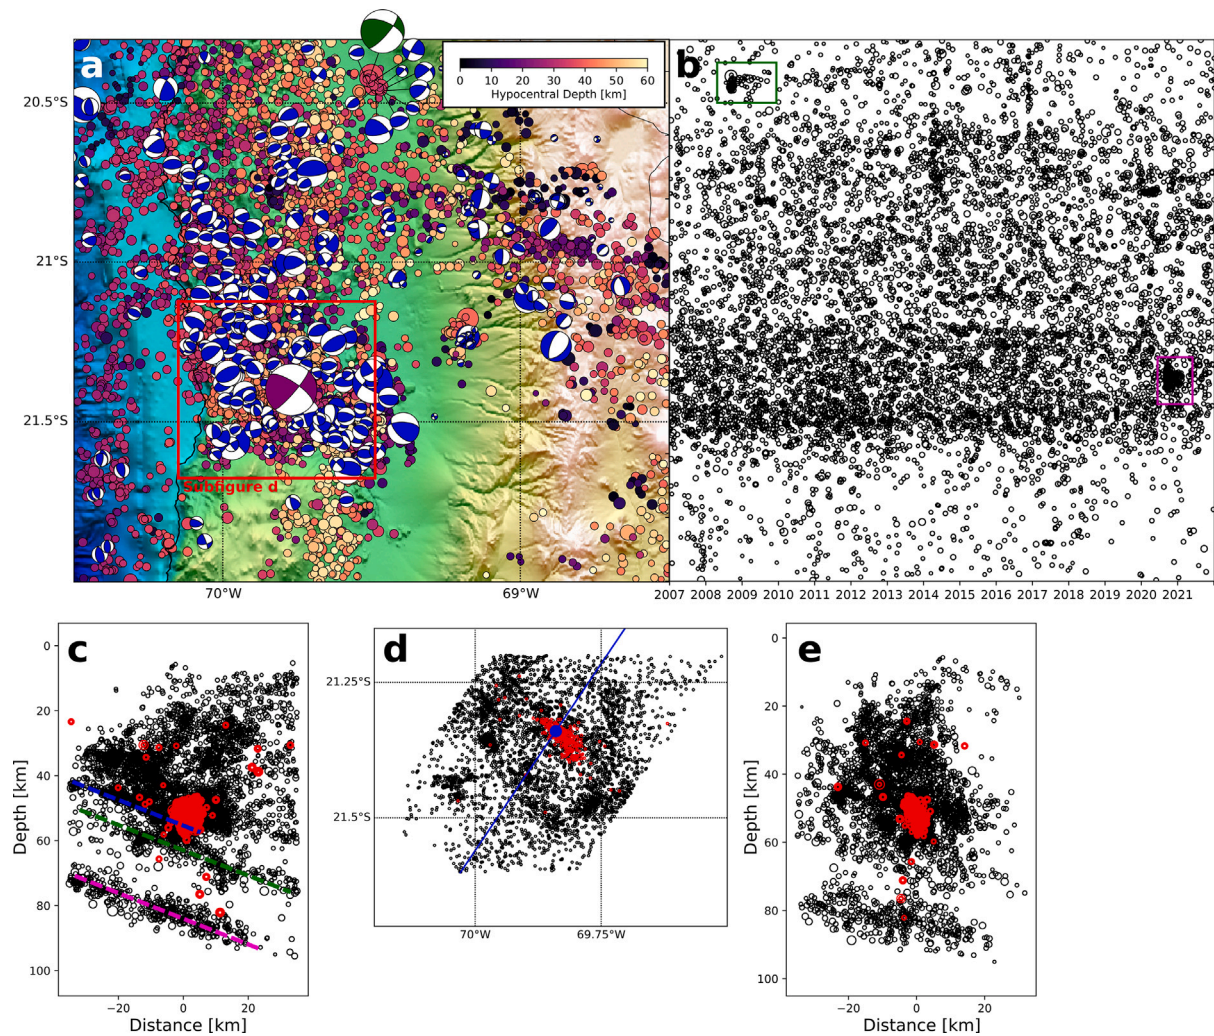 a
0 10 20 30 40 50 60
Hypocentral Depth [km]
b
20.5°S
21°S
21.5°S
Subfigure d
70°W 69°W
2007 2008 2009 2010 2011 2012 2013 2014 2015 2016 2017 2018 2019 2020 2021
c
0
20
40
60
80
100
Depth [km]
−20 0 20
Distance [km]
d
21.25°S
21.5°S
70°W 69.75°W
e
0
20
40
60
80
100
Depth [km]
−20 0 20
Distance [km]